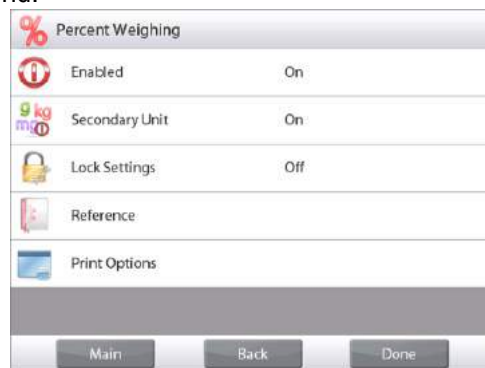 Percent Weighing
Enabled On
Secondary Unit On
Lock Settings Off
Reference
Print Options
Main Back Done